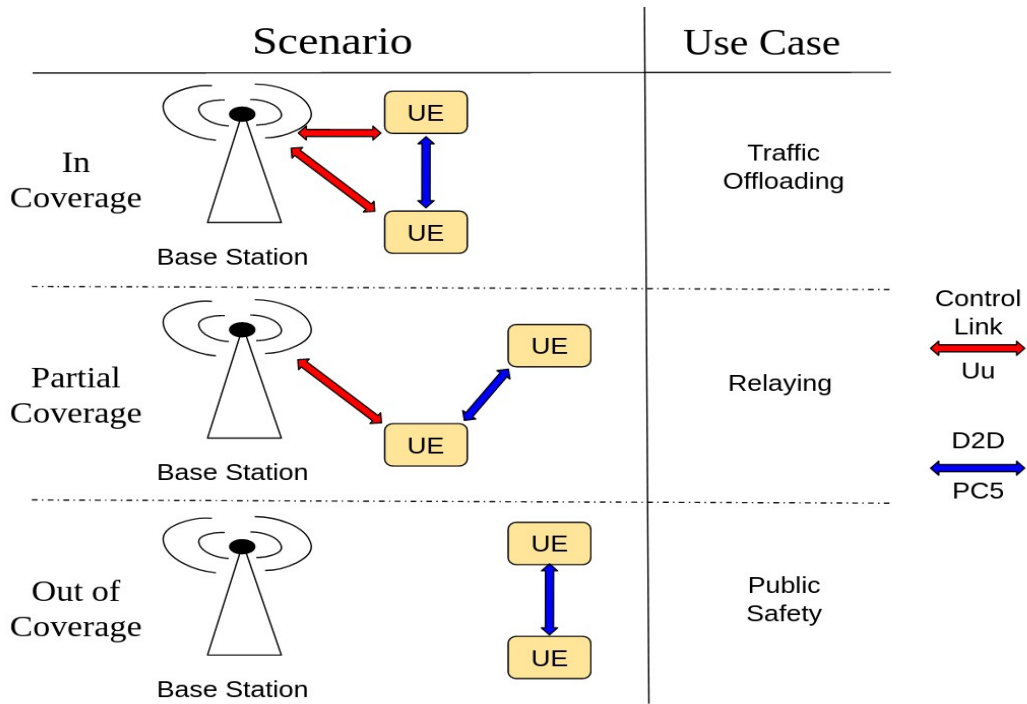 Scenario
Use Case
In
Coverage
UE
UE
Base Station
Traffic
Offloading
Partial
Coverage
UE
UE
Base Station
Relaying
Out of
Coverage
UE
UE
Base Station
Public
Safety
Control
Link
Uu
D2D
PC5